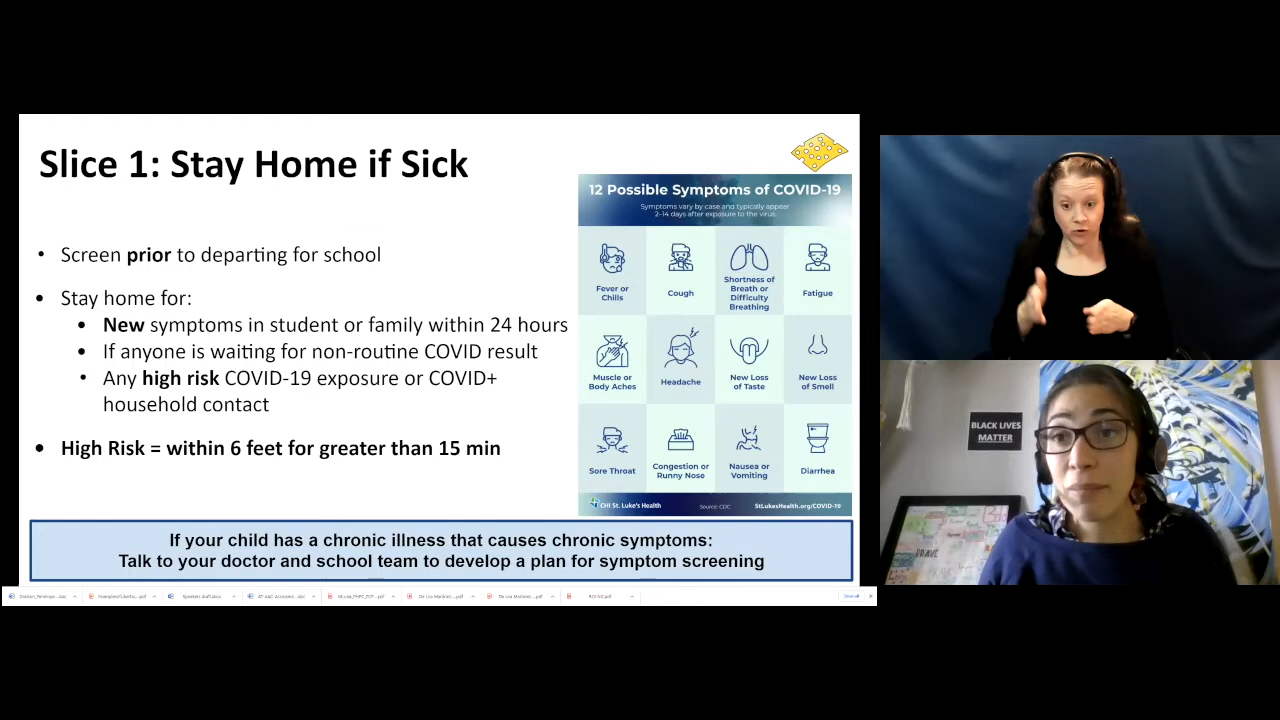 Slice 1: Stay Home if Sick
• Screen prior to departing for school
• Stay home for:
• New symptoms in student or family within 24 hours
• If anyone is waiting for non-routine COVID result
• Any high risk COVID-19 exposure or COVID+
household contact
• High Risk = within 6 feet for greater than 15 min
12 Possible Symptoms of COVID-19
Symptoms vary by case and typically appear
2-14 days after exposure to the virus.
Fever or
Chills
Cough
Shortness of
Breath or
Difficulty
Breathing
Fatigue
Muscle or
Body Aches
Headache
New Loss
of Taste
New Loss
of Smell
Sore Throat
Congestion or
Runny Nose
Nausea or
Vomiting
Diarrhea
CHI St. Luke's Health
Source: CDC
StLukesHealth.org/COVID-19
If your child has a chronic illness that causes chronic symptoms:
Talk to your doctor and school team to develop a plan for symptom screening
Show all
BLACK LIVES
MATTER
BRAVE